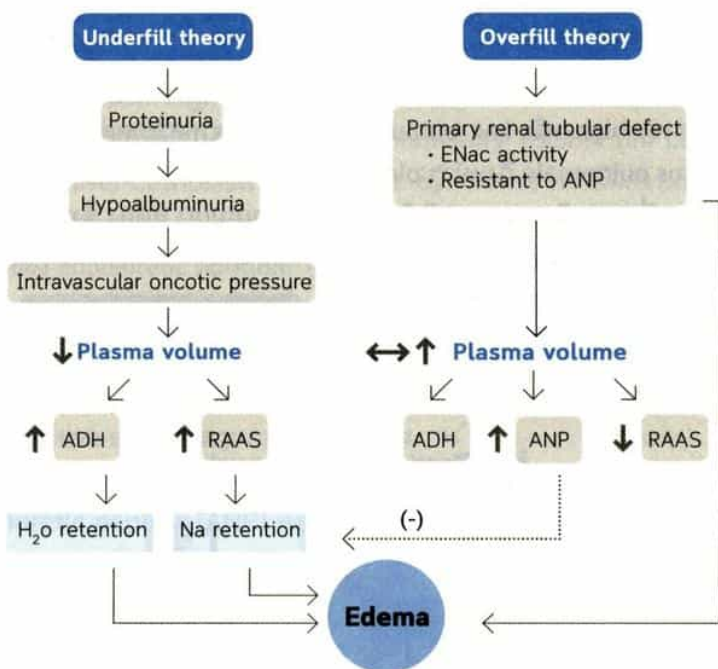 Underfill theory
Proteinuria
Hypoalbuminuria
Intravascular oncotic pressure
↓ Plasma volume
↑ ADH
↑ RAAS
H₂o retention
Na retention
Overfill theory
Primary renal tubular defect
· ENac activity
· Resistant to ANP
↔↑ Plasma volume
ADH
↑ ANP
↓ RAAS
(-)
Edema